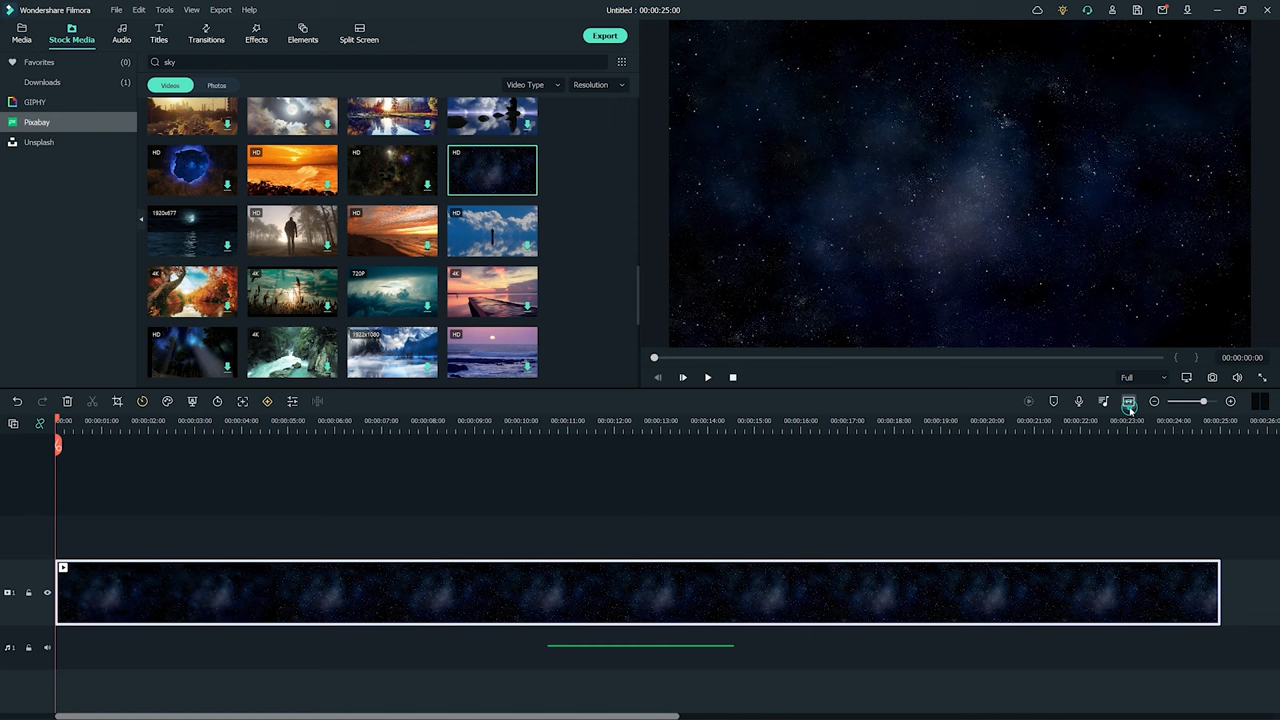 Wondershare Filmora File Edit Tools View Export Help Untitled : 00:00:25:00
Media Stock Media Audio Titles Transitions Effects Elements Split Screen Export
Favorites (0)
sky
Downloads (1)
Videos Photos Video Type Resolution
GIPHY
Pixabay
Unsplash
HD HD HD HD
1920x677 HD HD HD
4K 4K 720P 4K
HD 4K 1922x1080 HD
00:00:00:00
Full
00:00 00:00:01:00 00:00:02:00 00:00:03:00 00:00:04:00 00:00:05:00 00:00:06:00 00:00:07:00 00:00:08:00 00:00:09:00 00:00:10:00 00:00:11:00 00:00:12:00 00:00:13:00 00:00:14:00 00:00:15:00 00:00:16:00 00:00:17:00 00:00:18:00 00:00:19:00 00:00:20:00 00:00:21:00 00:00:22:00 00:00:23:00 00:00:24:00 00:00:25:00 00:00:26:0
1
1